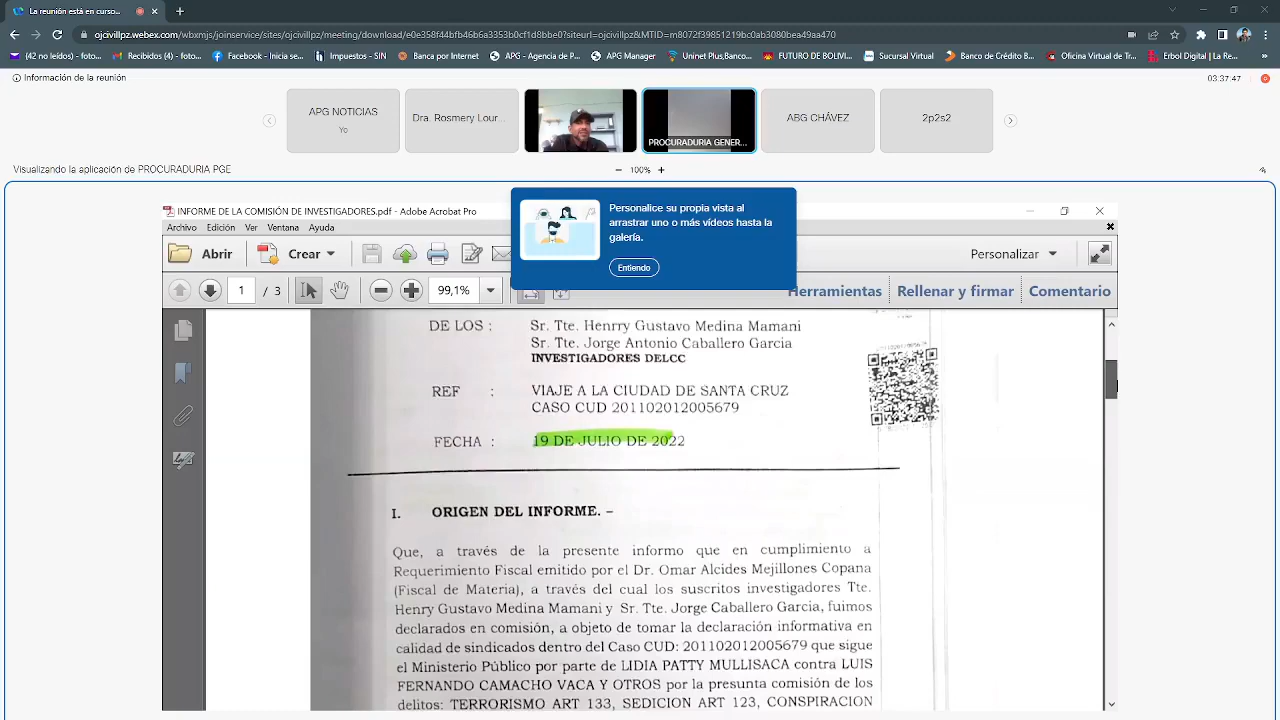 La reunión está en curso...
ojcivillpz.webex.com/wbxmjs/joinservice/sites/ojcivillpz/meeting/download/e0e358f44bfb46b6a3353b0cf1d8bbe0?siteurl=ojcivillpz&MTID=m8072f39851219bc0ab3080bea49aa3a70
(42 no leídos) - foto...
Recibidos (4) - fotoc...
Facebook - Inicia se...
Impuestos - SIN
Banca por Internet
APG - Agencia de P...
APG Manager
Uninet Plus,Banco...
FUTURO DE BOLIVI...
Sucursal Virtual
Banco de Crédito B...
Oficina Virtual de Tr...
Erbol Digital | La Re...
Información de la reunión
03:37:47
APG NOTICIAS
Yo
Dra. Rosmery Lour...
PROCURADURIA GENER...
ABG CHÁVEZ
2p2s2
Visualizando la aplicación de PROCURADURIA PGE
100%
Personalice su propia vista al
arrastrar uno o más vídeos hasta la
galería.
Entiendo
INFORME DE LA COMISIÓN DE INVESTIGADORES.pdf - Adobe Acrobat Pro
Archivo Edición Ver Ventana Ayuda
Abrir
Crear
Personalizar
1 / 3
99,1%
Herramientas
Rellenar y firmar
Comentario
DE LOS : Sr. Tte. Henrry Gustavo Medina Mamani
Sr. Tte. Jorge Antonio Caballero Garcia
INVESTIGADORES DELCC
REF : VIAJE A LA CIUDAD DE SANTA CRUZ
CASO CUD 201102012005679
FECHA : 19 DE JULIO DE 2022
I. ORIGEN DEL INFORME. –
Que, a través de la presente informo que en cumplimiento a
Requerimiento Fiscal emitido por el Dr. Omar Alcides Mejillones Copana
(Fiscal de Materia), a través del cual los suscritos investigadores Tte.
Henry Gustavo Medina Mamani y Sr. Tte. Jorge Caballero Garcia, fuimos
declarados en comisión, a objeto de tomar la declaración informativa en
calidad de sindicados dentro del Caso CUD: 201102012005679 que sigue
el Ministerio Público por parte de LIDIA PATTY MULLISACA contra LUIS
FERNANDO CAMACHO VACA Y OTROS por la presunta comisión de los
delitos: TERRORISMO ART 133, SEDICION ART 123, CONSPIRACION